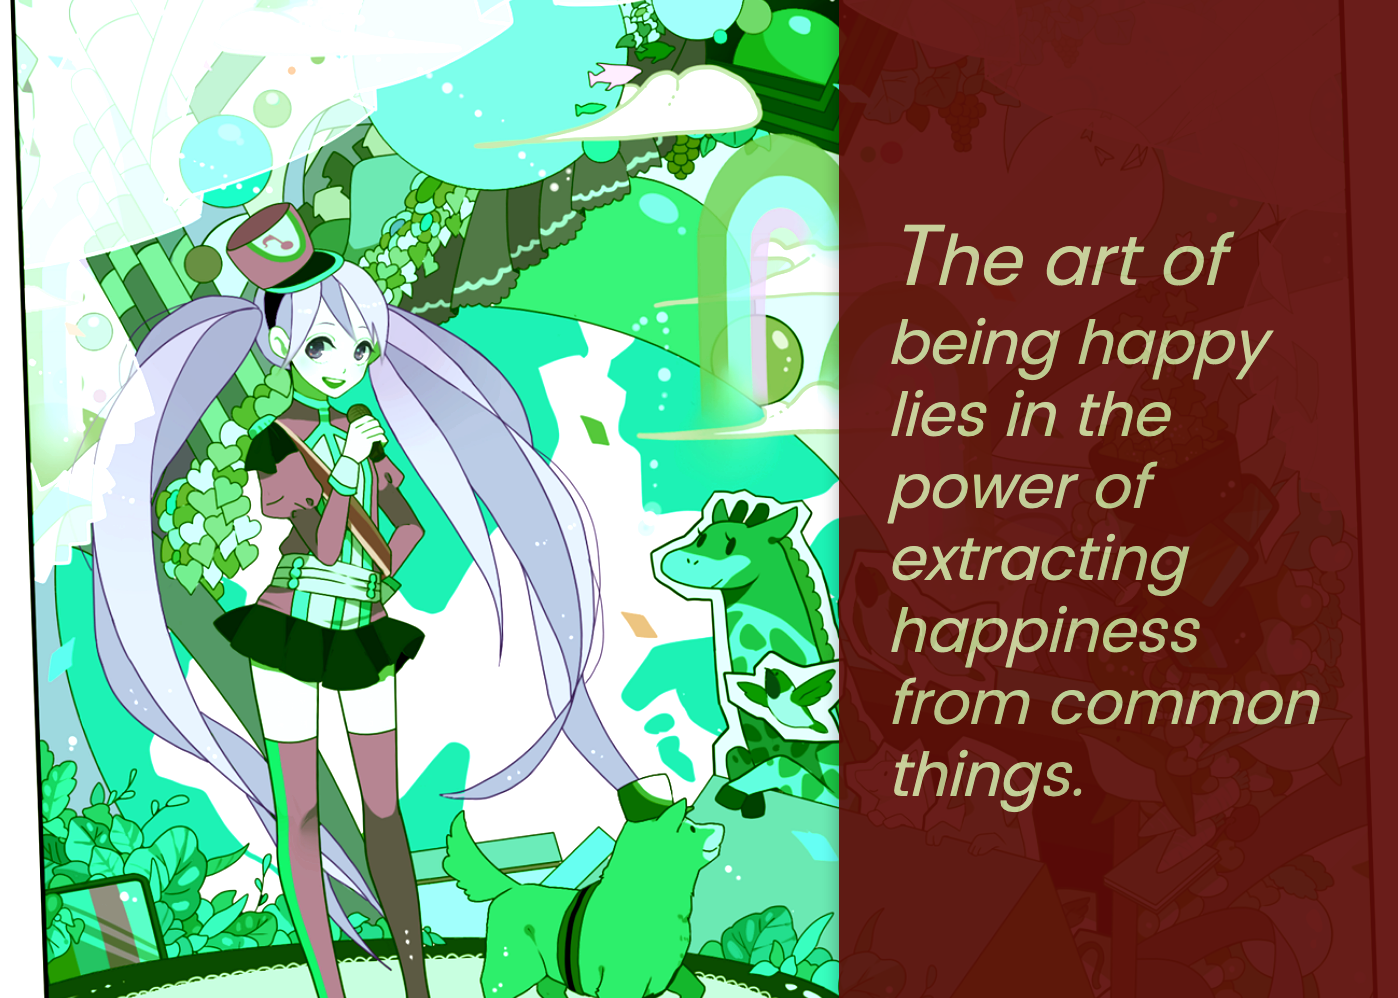 The art of
being happy
lies in the
power of
extracting
happiness
from common
things.